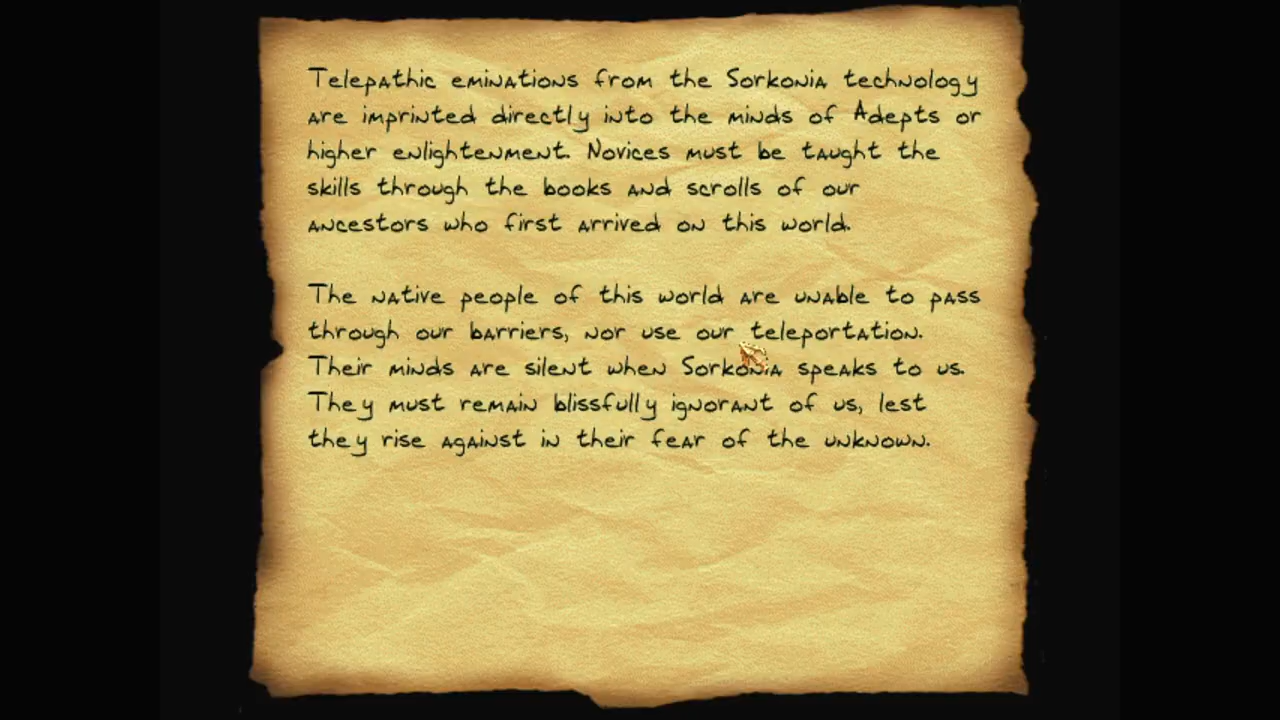 Telepathic eminations from the Sorkonia technology
are imprinted directly into the minds of Adepts or
higher enlightenment. Novices must be taught the
skills through the books and scrolls of our
ancestors who first arrived on this world.
The native people of this world are unable to pass
through our barriers, nor use our teleportation.
Their minds are silent when Sorkonia speaks to us.
They must remain blissfully ignorant of us, lest
they rise against in their fear of the unknown.